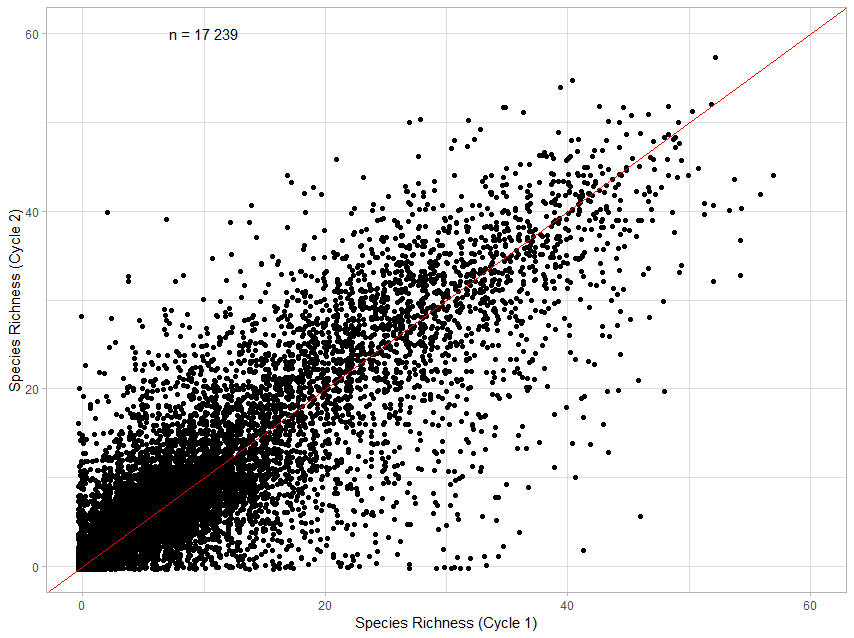 n = 17 239
60
40
20
0
Species Richness (Cycle 2)
0 20 40 60
Species Richness (Cycle 1)